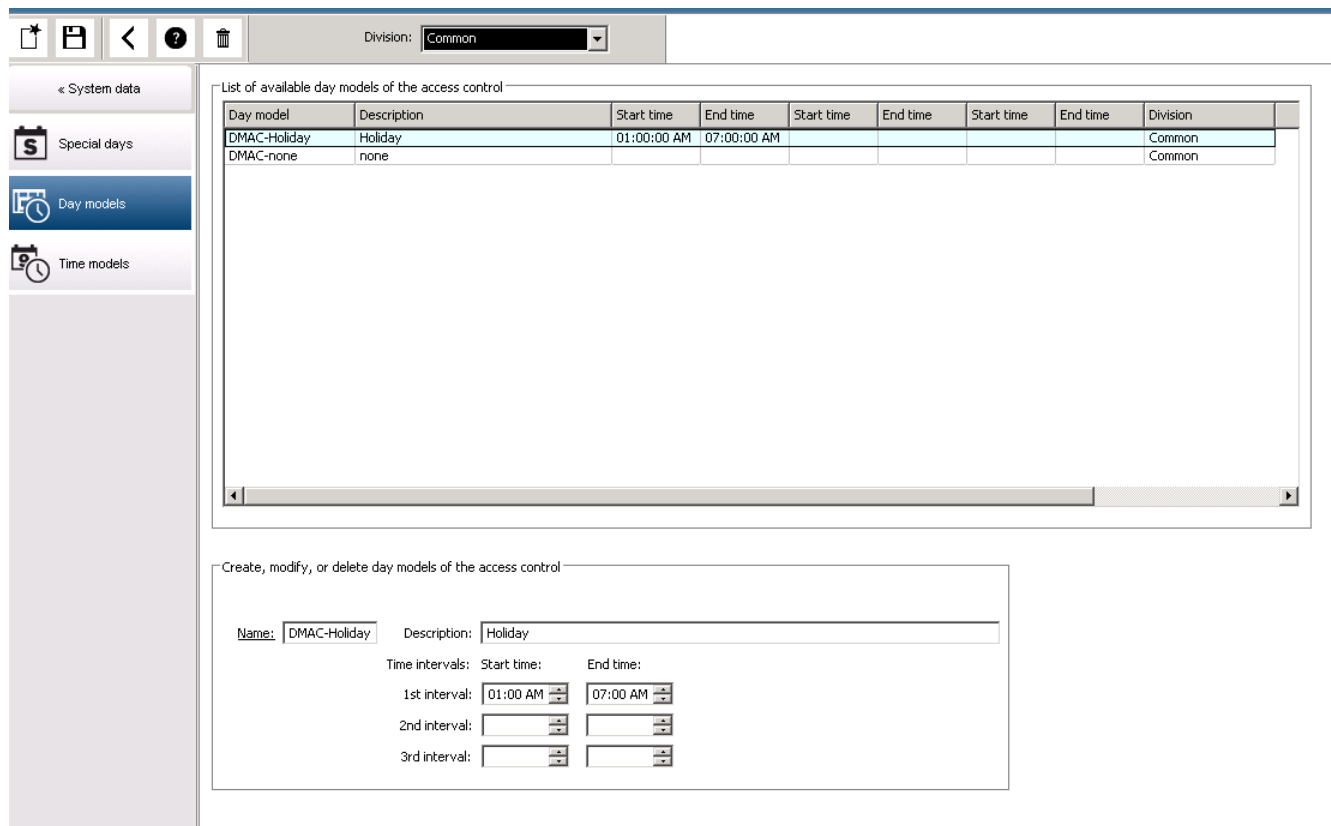 Division: Common
« System data
Special days
Day models
Time models
List of available day models of the access control
Day model Description Start time End time Start time End time Start time End time Division
DMAC-Holiday Holiday 01:00:00 AM 07:00:00 AM Common
DMAC-none none Common
Create, modify, or delete day models of the access control
Name: DMAC-Holiday Description: Holiday
Time intervals: Start time: End time:
1st interval: 01:00 AM 07:00 AM
2nd interval:
3rd interval: